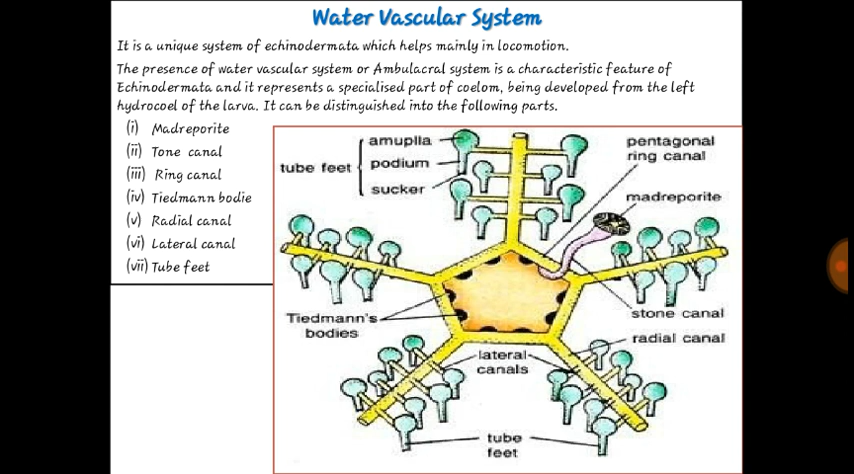 Water Vascular System
It is a unique system of echinodermata which helps mainly in locomotion.
The presence of water vascular system or Ambulacral system is a characteristic feature of
Echinodermata and it represents a specialised part of coelom, being developed from the left
hydrocoel of the larva. It can be distinguished into the following parts.
(i) Madreporite
(ii) Tone canal
(iii) Ring canal
(iv) Tiedmann bodie
(v) Radial canal
(vi) Lateral canal
(vii) Tube feet
amuplla
tube feet
podium
sucker
pentagonal
ring canal
madreporite
Tiedmann's
bodies
stone canal
radial canal
lateral
canals
tube
feet